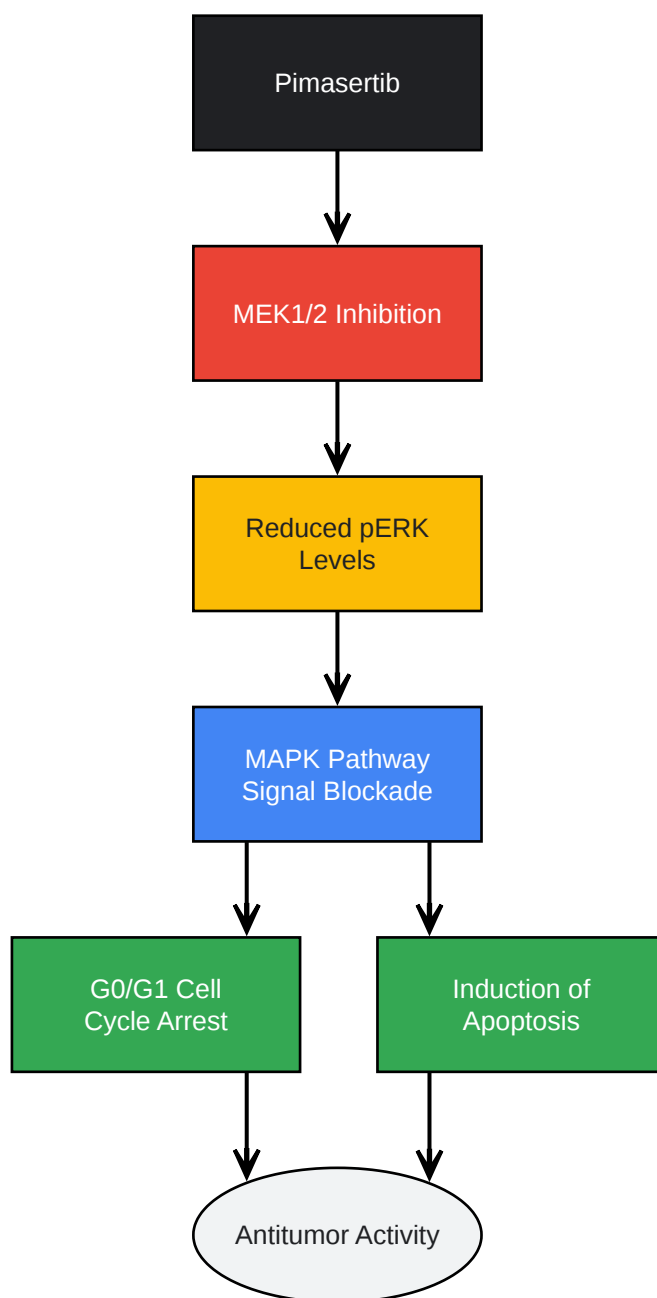 Pimasertib
MEK1/2 Inhibition
Reduced pERK
Levels
MAPK Pathway
Signal Blockade
G0/G1 Cell
Cycle Arrest
Induction of
Apoptosis
Antitumor Activity